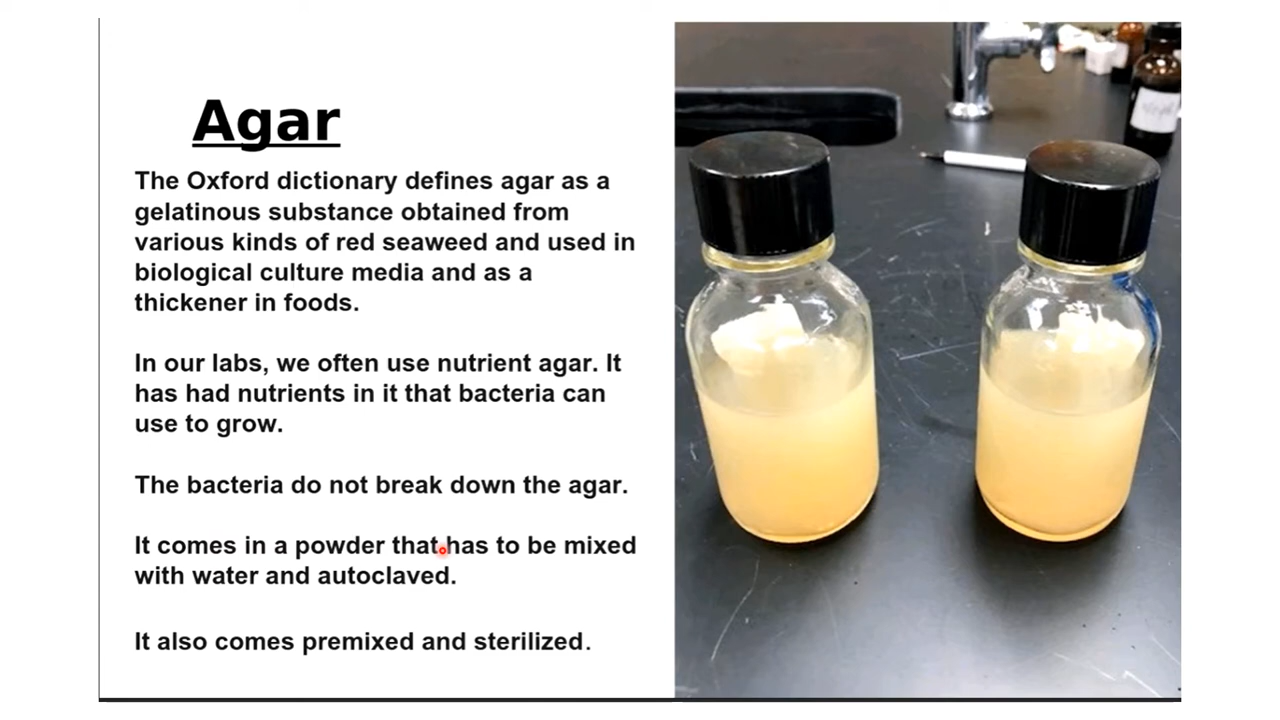 Agar
The Oxford dictionary defines agar as a
gelatinous substance obtained from
various kinds of red seaweed and used in
biological culture media and as a
thickener in foods.
In our labs, we often use nutrient agar. It
has had nutrients in it that bacteria can
use to grow.
The bacteria do not break down the agar.
It comes in a powder that has to be mixed
with water and autoclaved.
It also comes premixed and sterilized.